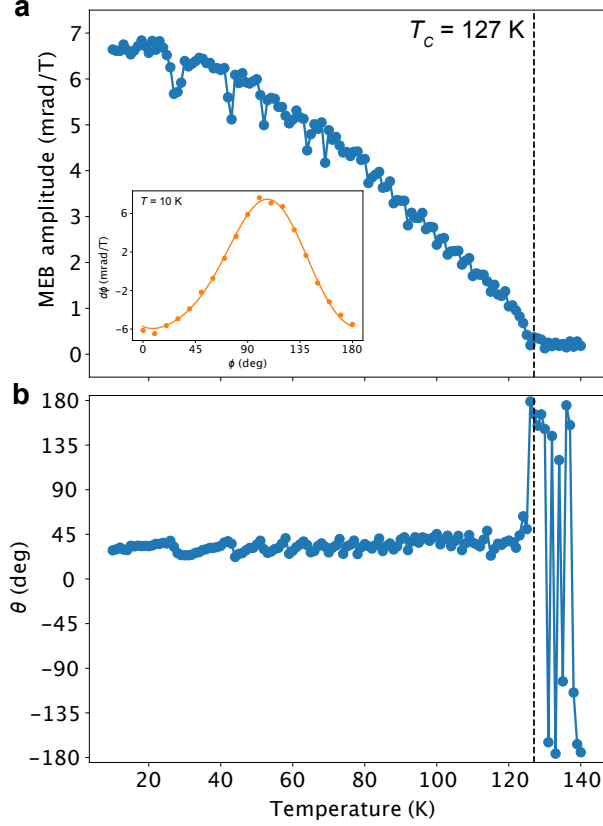 a
T_C = 127 K
7
6
5
4
3
2
1
0
MEB amplitude (mrad/T)
T = 10 K
6
2
−2
−6
dϕ (mrad/T)
0 45 90 135 180
ϕ (deg)
b
180
135
90
45
0
−45
−90
−135
−180
θ (deg)
20 40 60 80 100 120 140
Temperature (K)